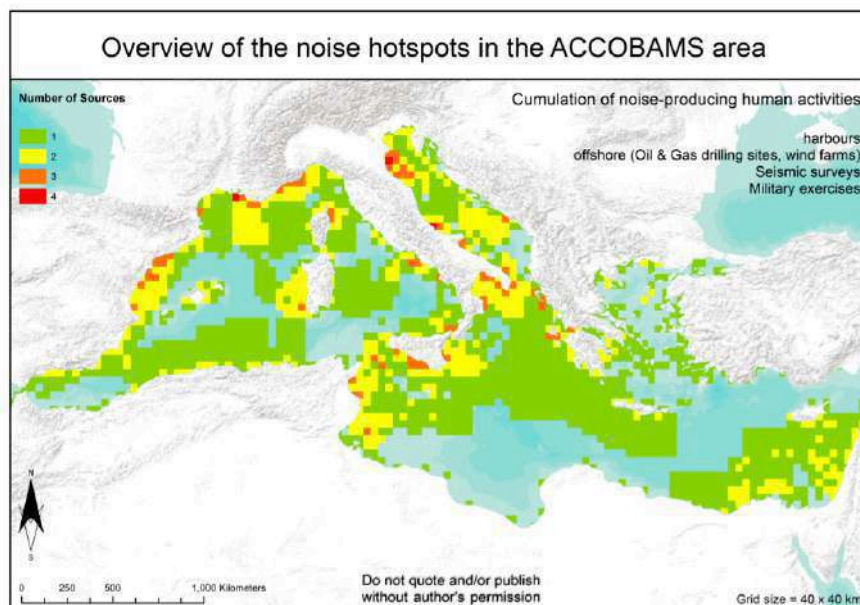 Overview of the noise hotspots in the ACCOBAMS area
Number of Sources
1
2
3
4
Cumulation of noise-producing human activities
harbours
offshore (Oil & Gas drilling sites, wind farms)
Seismic surveys
Military exercises
N
S
0 250 500 1,000 Kilometers
Do not quote and/or publish
without author's permission
Grid size = 40 x 40 km